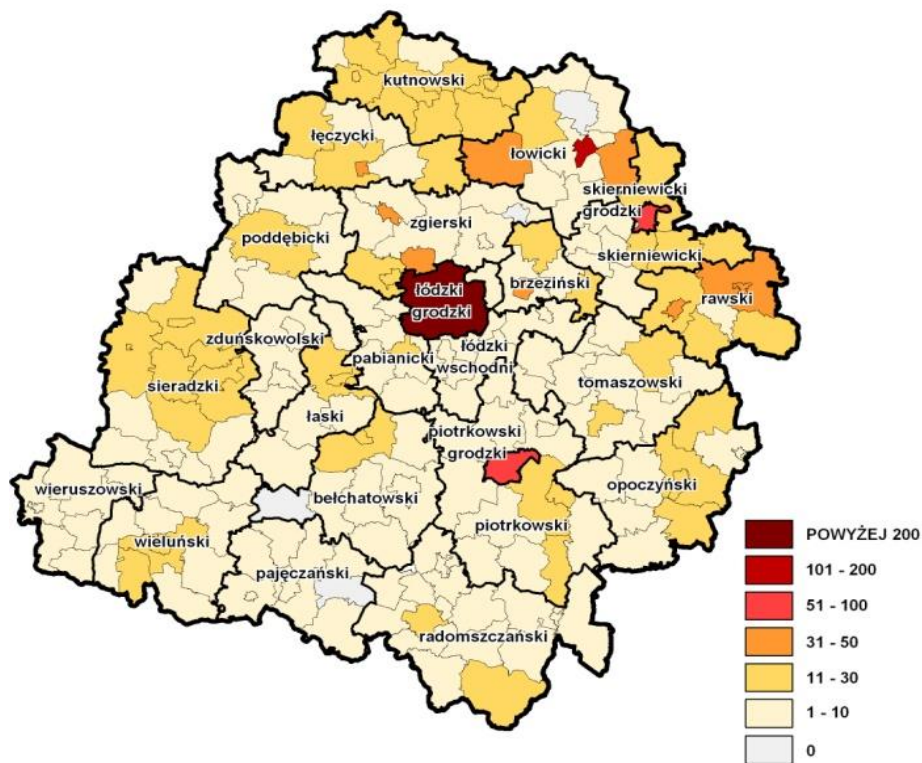 kutnowski
łęczycki
łowicki
skierniewicki
grodzki
zgierski
poddębicki
skierniewicki
brzeziński
rawski
łódzki
grodzki
zduńskowolski
łódzki
wschodni
pabianicki
sieradzki
tomaszowski
łaski
piotrkowski
grodzki
wieruszowski
bełchatowski
opoczyński
wieluński
piotrkowski
pajęczański
radomszczański
POWYŻEJ 200
101 - 200
51 - 100
31 - 50
11 - 30
1 - 10
0